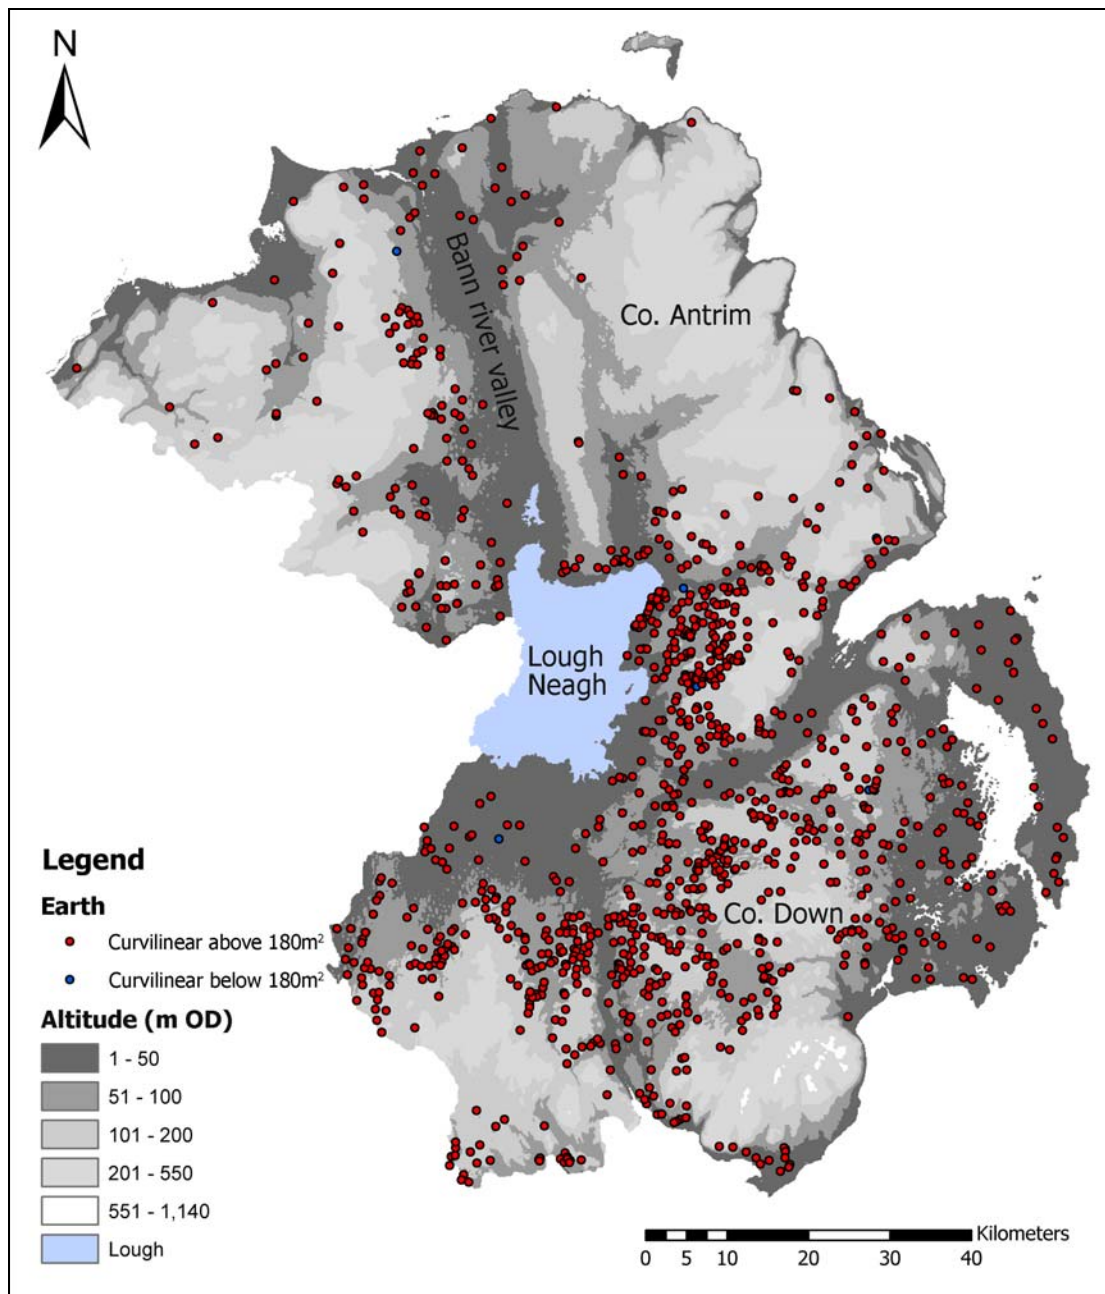 N
Bann river valley
Co. Antrim
Lough
Neagh
Co. Down
Legend
Earth
Curvilinear above 180m²
Curvilinear below 180m²
Altitude (m OD)
1 - 50
51 - 100
101 - 200
201 - 550
551 - 1,140
Lough
Kilometers
0 5 10 20 30 40